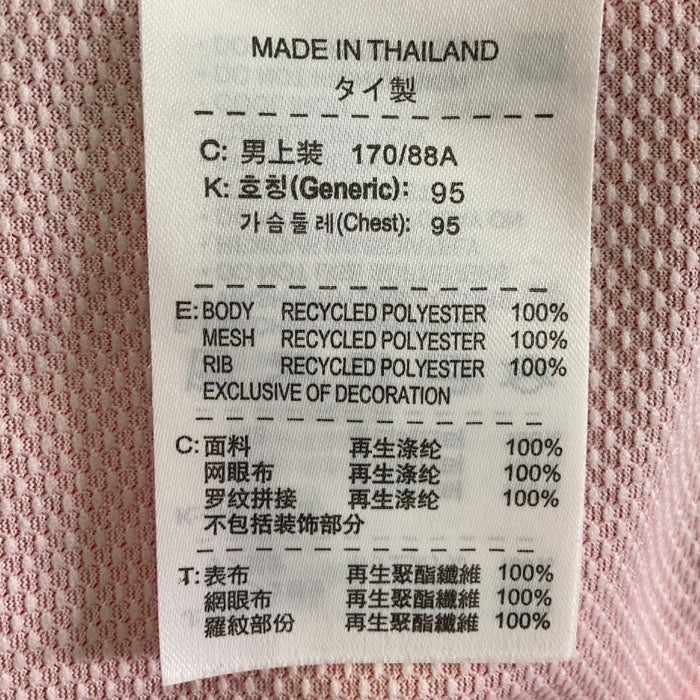 MADE IN THAILAND
タイ製
C: 男上装 170/88A
K: 호칭(Generic): 95
가슴둘레(Chest): 95
E: BODY RECYCLED POLYESTER 100%
MESH RECYCLED POLYESTER 100%
RIB RECYCLED POLYESTER 100%
EXCLUSIVE OF DECORATION
C: 面料 再生涤纶 100%
网眼布 再生涤纶 100%
罗纹拼接 再生涤纶 100%
不包括装饰部分
T: 表布 再生聚酯纖維 100%
網眼布 再生聚酯纖維 100%
羅紋部份 再生聚酯纖維 100%